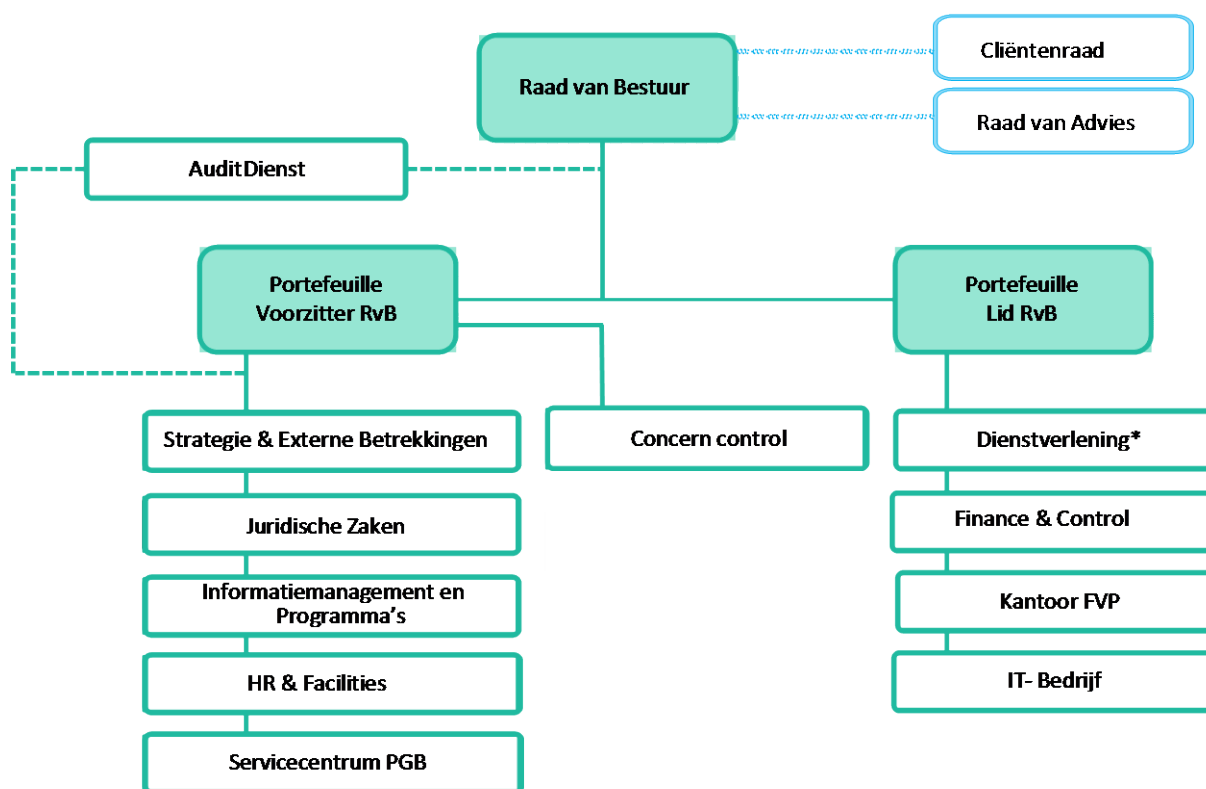 Cliëntenraad
Raad van Bestuur
Raad van Advies
AuditDienst
Portefeuille
Voorzitter RvB
Portefeuille
Lid RvB
Strategie & Externe Betrekkingen
Concern control
Dienstverlening*
Juridische Zaken
Finance & Control
Informatiemanagement en
Programma's
Kantoor FVP
HR & Facilities
IT- Bedrijf
Servicecentrum PGB